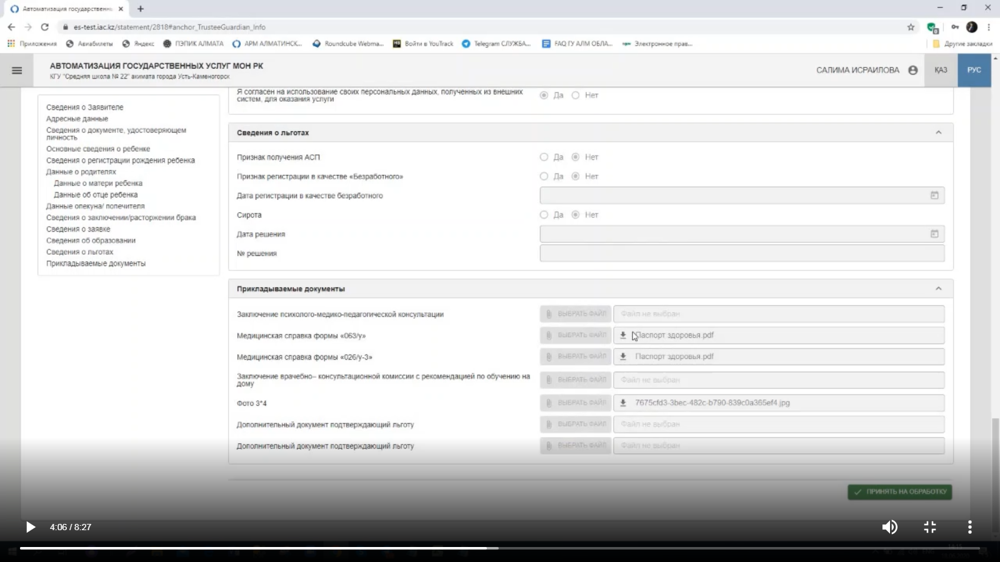 Автоматизация государственн
es-test.iac.kz/statement/2818#anchor_TrusteeGuardian_Info
Приложения
Авиабилеты
Яндекс
ПЭПИК АЛМАТА
АРМ АЛМАТИНСК...
Roundcube Webma...
Войти в YouTrack
Telegram СЛУЖБА...
FAQ ГУ АЛМ ОБЛА...
Электронное прав...
Другие закладки
АВТОМАТИЗАЦИЯ ГОСУДАРСТВЕННЫХ УСЛУГ МОН РК
КГУ "Средняя школа № 22" акимата города Усть-Каменогорск
САЛИМА ИСРАИЛОВА
ҚАЗ
РУС
Сведения о Заявителе
Адресные данные
Сведения о документе, удостоверяющем
личность
Основные сведения о ребенке
Сведения о регистрации рождения ребенка
Данные о родителях
Данные о матери ребенка
Данные об отце ребенка
Данные опекуна/ попечителя
Сведения о заключении/расторжении брака
Сведения о заявке
Сведения об образовании
Сведения о льготах
Прикладываемые документы
Я согласен на использование своих персональных данных, полученных из внешних
систем, для оказания услуги
Да Нет
Сведения о льготах
Признак получения АСП
Да Нет
Признак регистрации в качестве «Безработного»
Да Нет
Дата регистрации в качестве безработного
Сирота
Да Нет
Дата решения
№ решения
Прикладываемые документы
Заключение психолого-медико-педагогической консультации
ВЫБРАТЬ ФАЙЛ
Файл не выбран
Медицинская справка формы «063/у»
ВЫБРАТЬ ФАЙЛ
Паспорт здоровья.pdf
Медицинская справка формы «026/у-3»
ВЫБРАТЬ ФАЙЛ
Паспорт здоровья.pdf
Заключение врачебно– консультационной комиссии с рекомендацией по обучению на
дому
ВЫБРАТЬ ФАЙЛ
Файл не выбран
Фото 3*4
ВЫБРАТЬ ФАЙЛ
7675cfd3-3bec-482c-b790-839c0a365ef4.jpg
Дополнительный документ подтверждающий льготу
ВЫБРАТЬ ФАЙЛ
Файл не выбран
Дополнительный документ подтверждающий льготу
ВЫБРАТЬ ФАЙЛ
Файл не выбран
ПРИНЯТЬ НА ОБРАБОТКУ
4:06 / 8:27